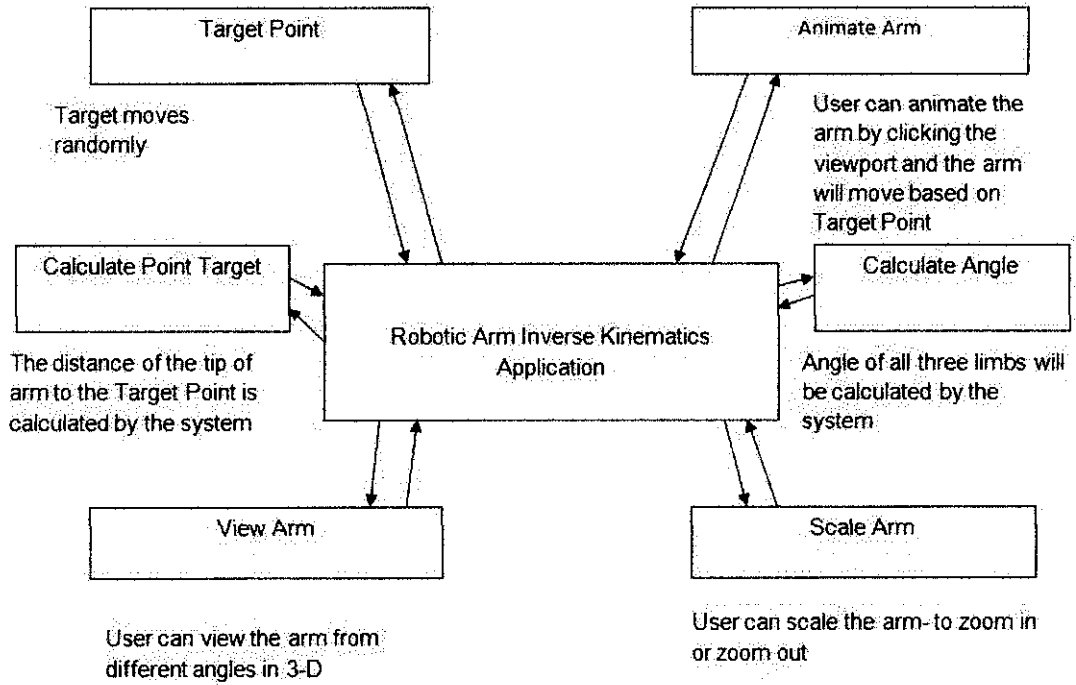 Target Point
Animate Arm
Target moves
randomly
User can animate the
arm by clicking the
viewport and the arm
will move based on
Target Point
Calculate Point Target
Calculate Angle
Robotic Arm Inverse Kinematics
Application
The distance of the tip of
arm to the Target Point is
calculated by the system
Angle of all three limbs will
be calculated by the
system
View Arm
Scale Arm
User can view the arm from
different angles in 3-D
User can scale the arm- to zoom in
or zoom out